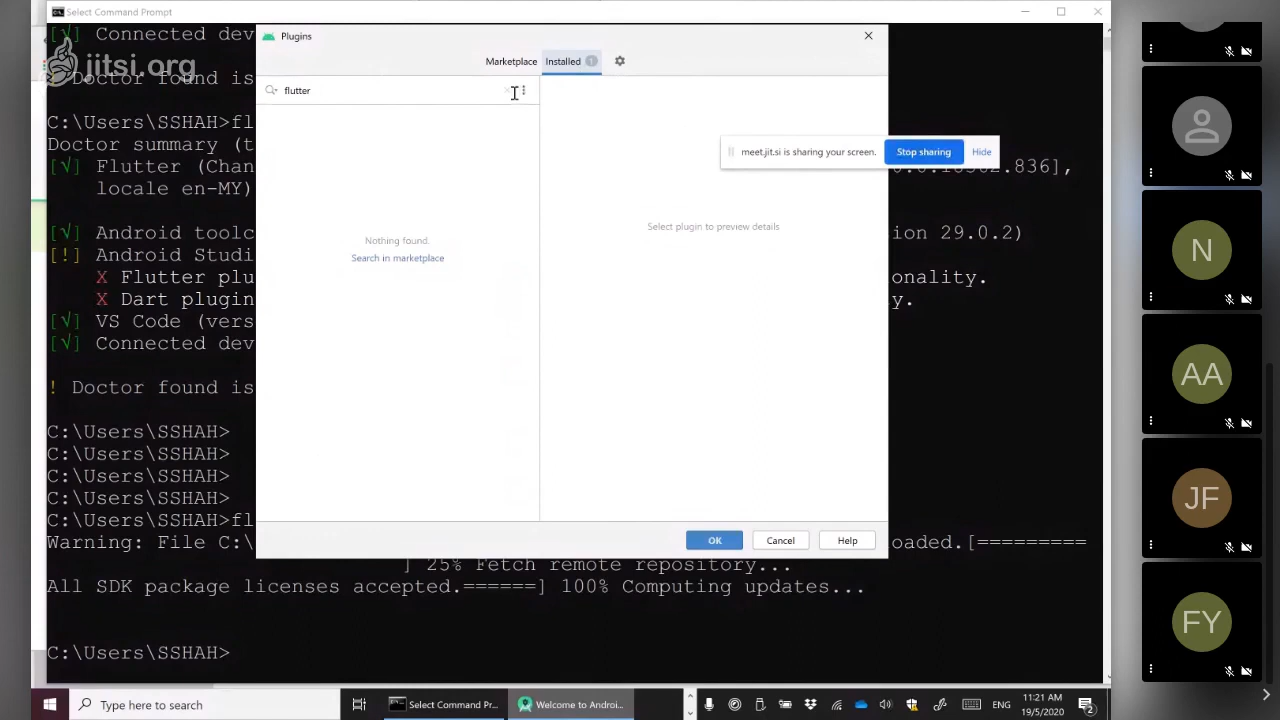 Select Command Prompt
[√] Connected dev
jitsi.org
! Doctor found is
Plugins
Marketplace
Installed 1
flutter
meet.jit.si is sharing your screen.
Stop sharing
Hide
Nothing found.
Search in marketplace
Select plugin to preview details
OK
Cancel
Help
C:\Users\SSHAH>fl
Doctor summary (t
[√] Flutter (Chan .836],
locale en-MY)
[√] Android toolc ion 29.0.2)
[!] Android Studi
X Flutter plu onality.
X Dart plugin y.
[√] VS Code (vers
[√] Connected dev
! Doctor found is
C:\Users\SSHAH>
C:\Users\SSHAH>
C:\Users\SSHAH>
C:\Users\SSHAH>
C:\Users\SSHAH>fl
Warning: File C:\ oaded.[=========
] 25% Fetch remote repository...
All SDK package licenses accepted.======] 100% Computing updates...
C:\Users\SSHAH>
N
AA
JF
FY
Type here to search
Select Command Pr...
Welcome to Androi...
ENG
11:21 AM
19/5/2020
2